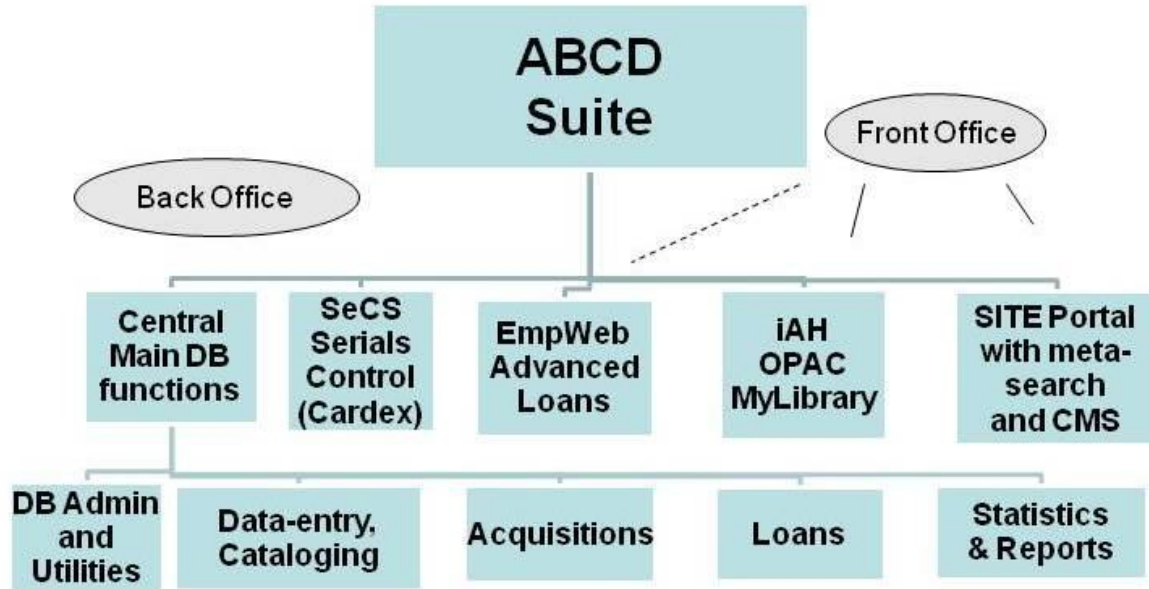 ABCD
Suite
Front Office
Back Office
Central
Main DB
functions
SeCS
Serials
Control
(Cardex)
EmpWeb
Advanced
Loans
iAH
OPAC
MyLibrary
SITE Portal
with meta-
search
and CMS
DB Admin
and
Utilities
Data-entry,
Cataloging
Acquisitions
Loans
Statistics
& Reports